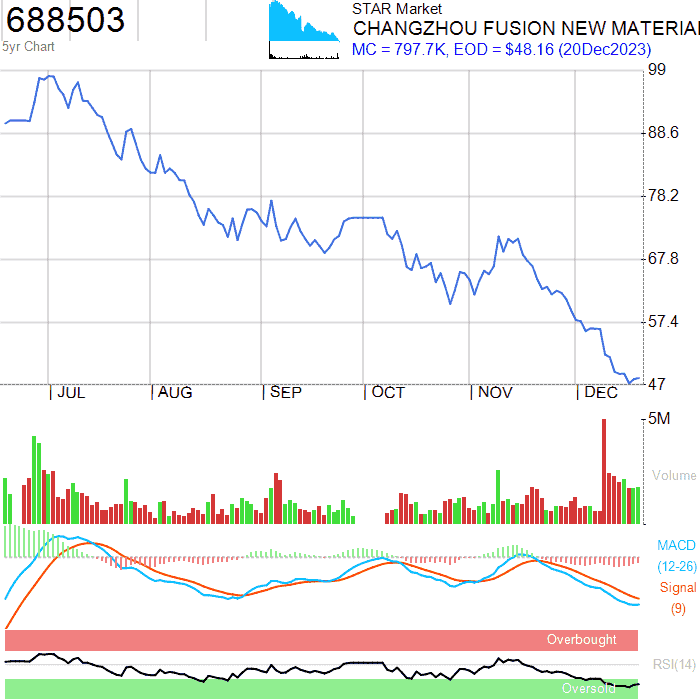 688503
5yr Chart
STAR Market
CHANGZHOU FUSION NEW MATERIAL
MC = 797.7K, EOD = $48.16 (20Dec2023)
99
88.6
78.2
67.8
57.4
47
JUL AUG SEP OCT NOV DEC
5M
Volume
MACD
(12-26)
Signal
(9)
Overbought
RSI(14)
Oversold